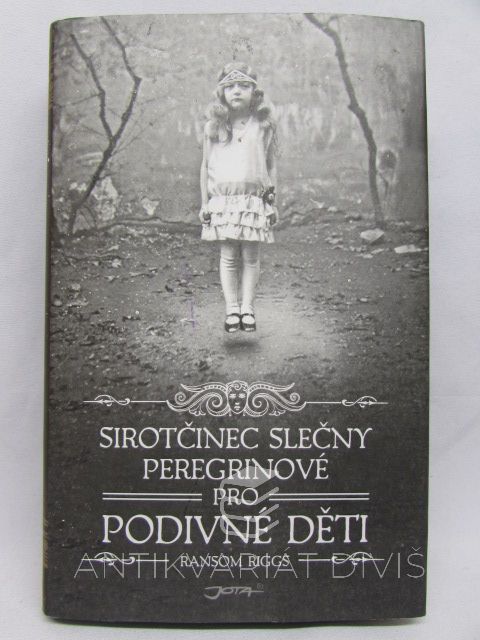 SIROTČINEC SLEČNY
PEREGRINOVÉ
PRO
PODIVNÉ DĚTI
ANTIKVARIÁT DIVIŠ
RANSOM RIGGS
JOTA